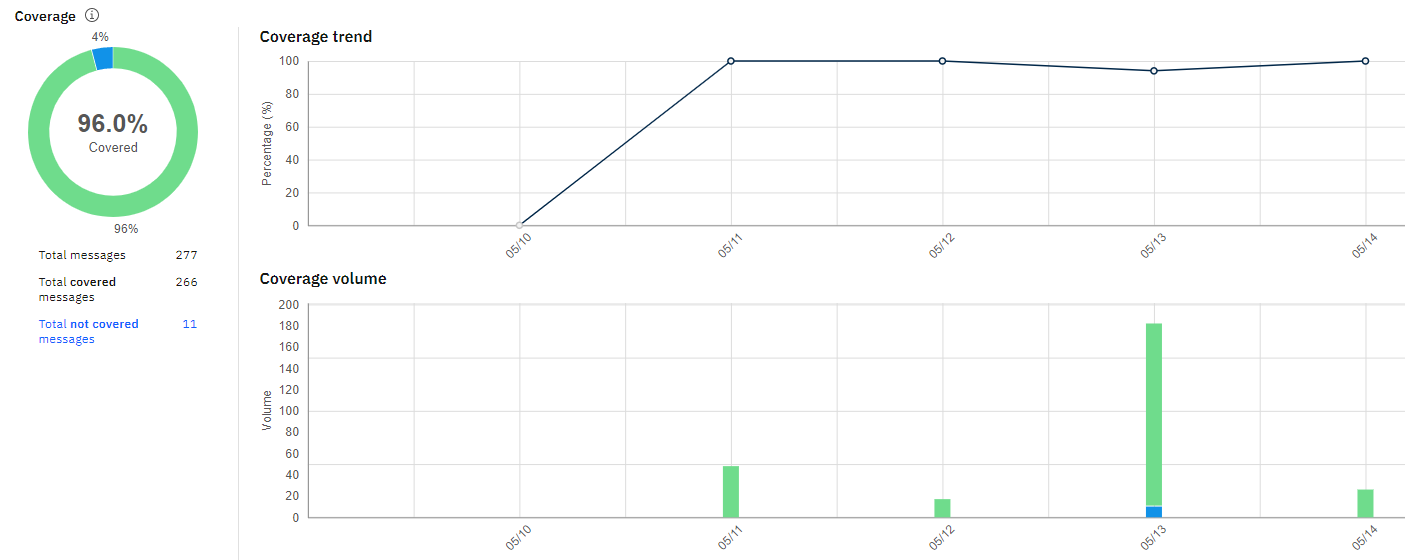 Coverage
4%
96.0%
Covered
96%
Total messages 277
Total covered 266
messages
Total not covered 11
messages
Coverage trend
Percentage (%)
100
80
60
40
20
0
05/10 05/11 05/12 05/13 05/14
Coverage volume
Volume
200
180
160
140
120
100
80
60
40
20
0
05/10 05/11 05/12 05/13 05/14